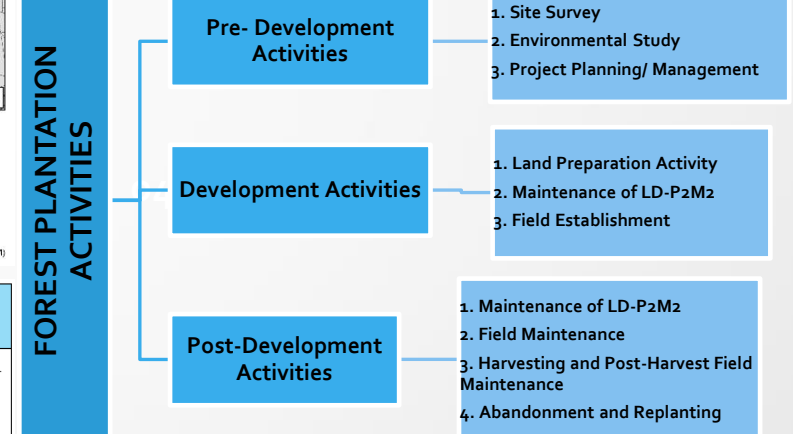 FOREST PLANTATION
ACTIVITIES
Pre- Development
Activities
1. Site Survey
2. Environmental Study
3. Project Planning/ Management
Development Activities
1. Land Preparation Activity
2. Maintenance of LD-P2M2
3. Field Establishment
Post-Development
Activities
1. Maintenance of LD-P2M2
2. Field Maintenance
3. Harvesting and Post-Harvest Field
Maintenance
4. Abandonment and Replanting